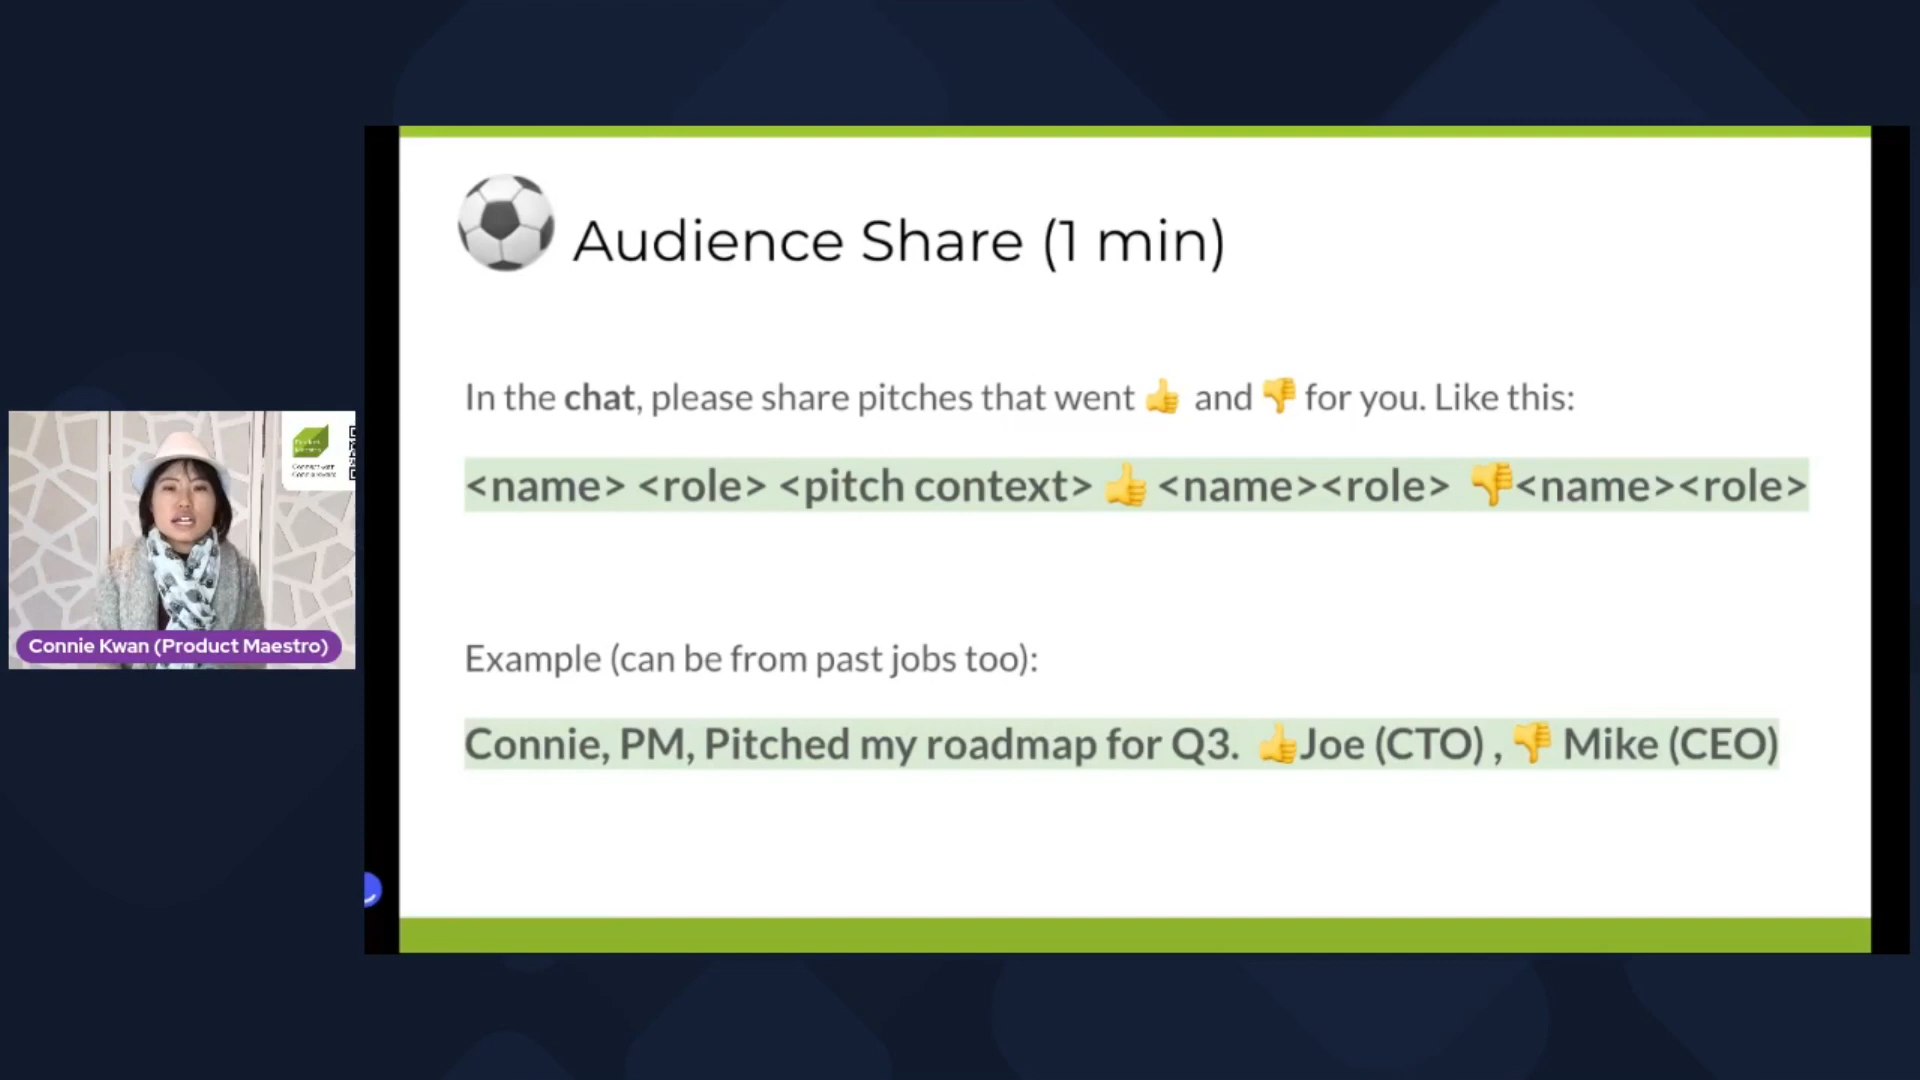 Audience Share (1 min)
In the chat, please share pitches that went 👍 and 👎 for you. Like this:
<name> <role> <pitch context> 👍 <name><role> 👎<name><role>
Example (can be from past jobs too):
Connie, PM, Pitched my roadmap for Q3. 👍Joe (CTO) , 👎 Mike (CEO)
Connie Kwan (Product Maestro)